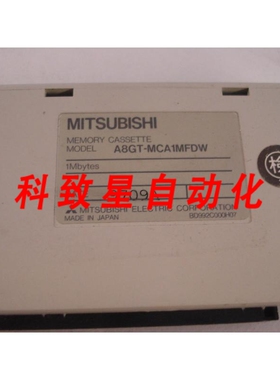 MITSUBISHI
MEMORY CASSETTE
MODEL A8GT-MCA1MFDW
1Mbytes
09
科致星自动化
MITSUBISHI ELECTRIC CORPORATION
MADE IN JAPAN